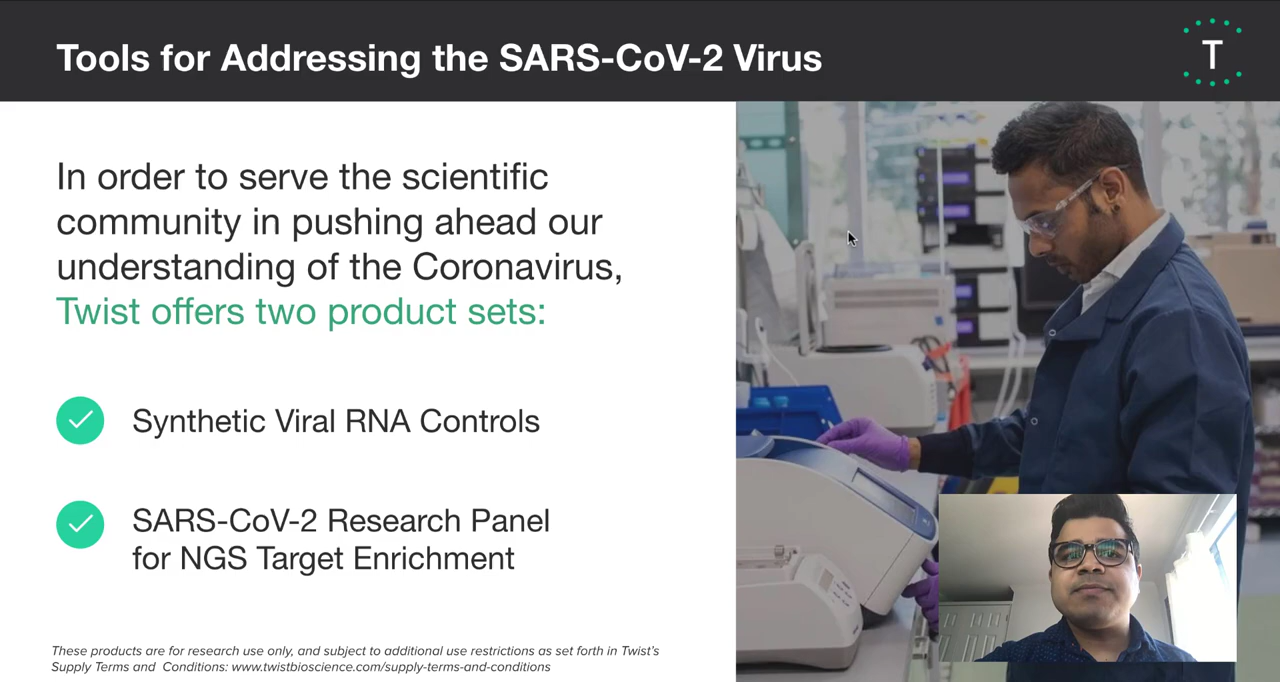 Tools for Addressing the SARS-CoV-2 Virus
T
In order to serve the scientific
community in pushing ahead our
understanding of the Coronavirus,
Twist offers two product sets:
Synthetic Viral RNA Controls
SARS-CoV-2 Research Panel
for NGS Target Enrichment
These products are for research use only, and subject to additional use restrictions as set forth in Twist's
Supply Terms and Conditions: www.twistbioscience.com/supply-terms-and-conditions